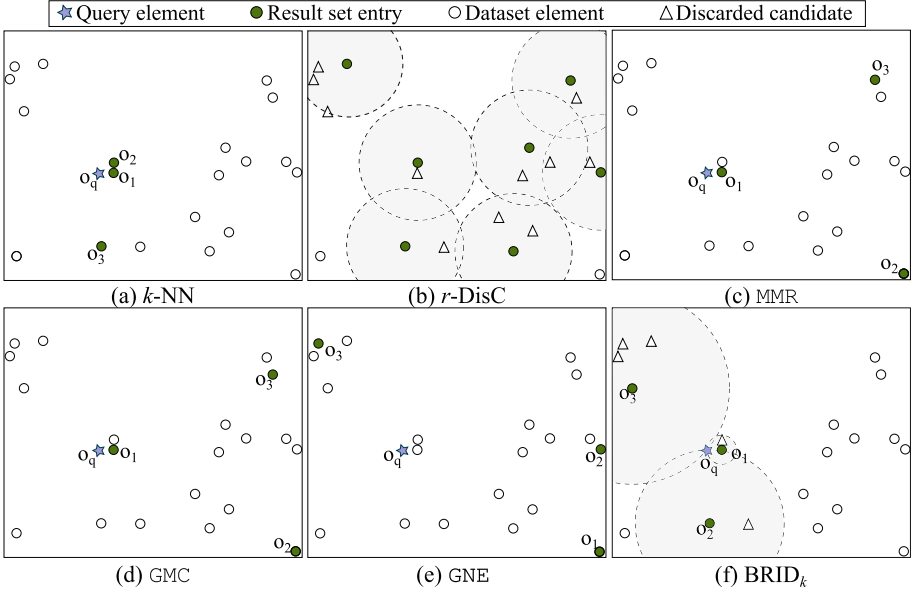 Query element Result set entry Dataset element Discarded candidate
o2
oq o1
o3
(a) k-NN
(b) r-DisC
o3
oq o1
o2
(c) MMR
o3
oq o1
o2
(d) GMC
o3
oq o2
o1
(e) GNE
o3
oq o1
o2
(f) BRIDk